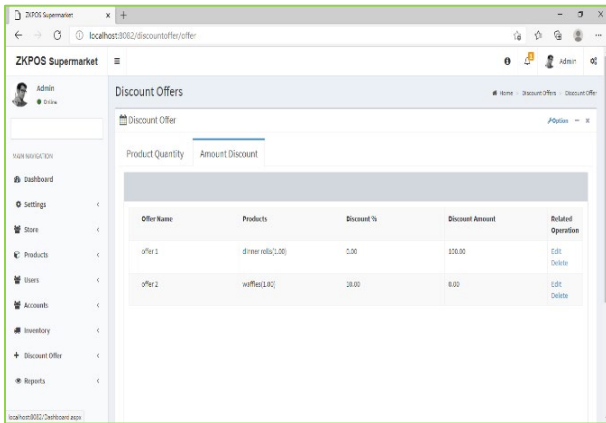 ZKPOS Supermarket
localhost:8082/discountoffer/offer
ZKPOS Supermarket
Admin
Admin
Online
Discount Offers
Home > Discount Offers > Discount Offer
Discount Offer
Option
MAIN NAVIGATION
Product Quantity Amount Discount
Dashboard
Settings
Store
Products
Users
Accounts
Inventory
Discount Offer
Reports
Offer Name Products Discount % Discount Amount Related Operation
offer 1 dinner rolls(1.00) 0.00 100.00 Edit
Delete
offer 2 waffles(1.00) 10.00 0.00 Edit
Delete
localhost:8082/Dashboard.aspx